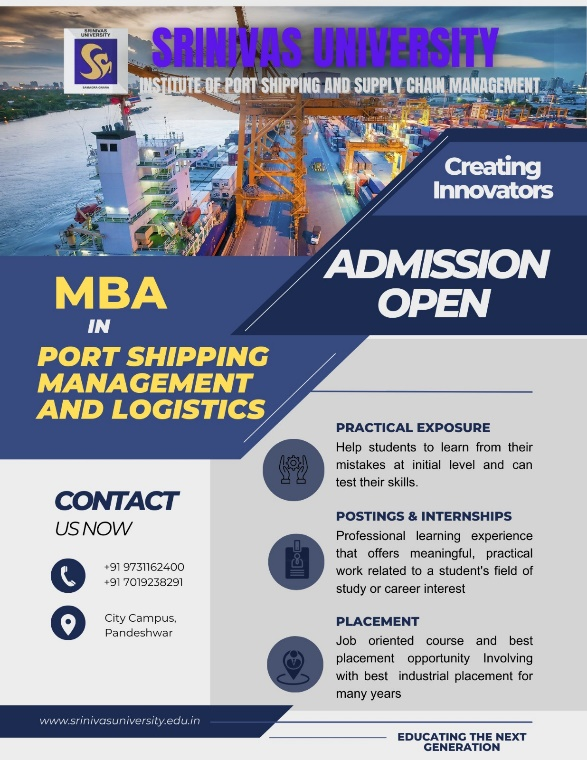 SRINIVAS
UNIVERSITY
SRINIVAS UNIVERSITY
INSTITUTE OF PORT SHIPPING AND SUPPLY CHAIN MANAGEMENT
Creating
Innovators
ADMISSION
OPEN
MBA
IN
PORT SHIPPING
MANAGEMENT
AND LOGISTICS
PRACTICAL EXPOSURE
Help students to learn from their
mistakes at initial level and can
test their skills.
POSTINGS & INTERNSHIPS
Professional learning experience
that offers meaningful, practical
work related to a student's field of
study or career interest
PLACEMENT
Job oriented course and best
placement opportunity Involving
with best industrial placement for
many years
CONTACT
US NOW
+91 9731162400
+91 7019238291
City Campus,
Pandeshwar
www.srinivasuniversity.edu.in
EDUCATING THE NEXT
GENERATION